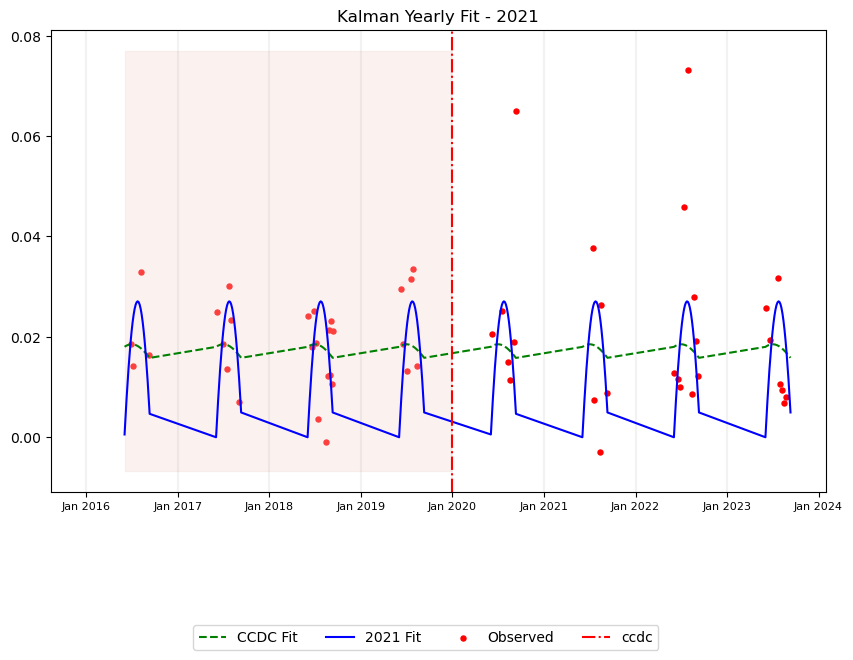 Kalman Yearly Fit - 2021
0.08
0.06
0.04
0.02
0.00
Jan 2016 Jan 2017 Jan 2018 Jan 2019 Jan 2020 Jan 2021 Jan 2022 Jan 2023 Jan 2024
CCDC Fit 2021 Fit Observed ccdc